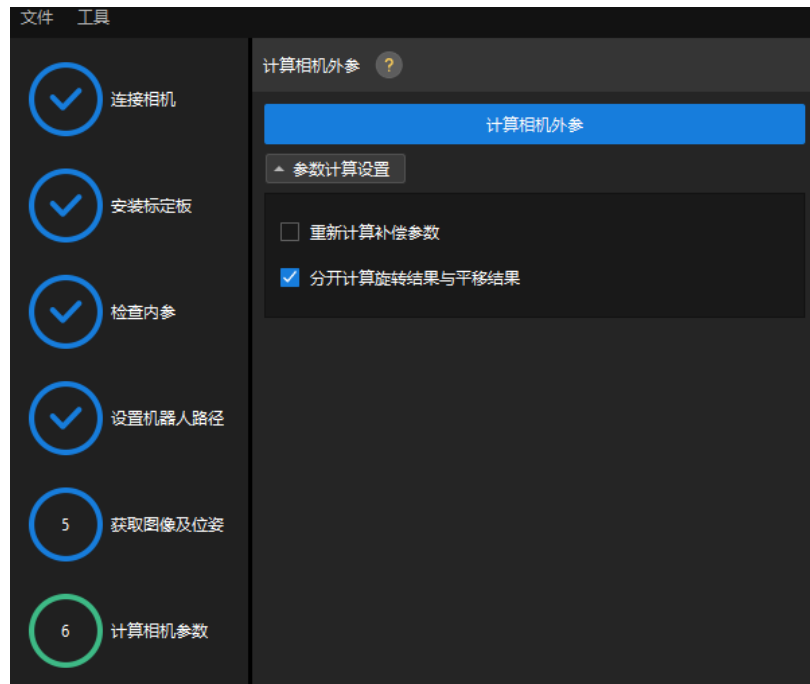 文件 工具
计算相机外参 ?
连接相机
计算相机外参
参数计算设置
安装标定板
重新计算补偿参数
分开计算旋转结果与平移结果
检查内参
设置机器人路径
5 获取图像及位姿
6 计算相机参数